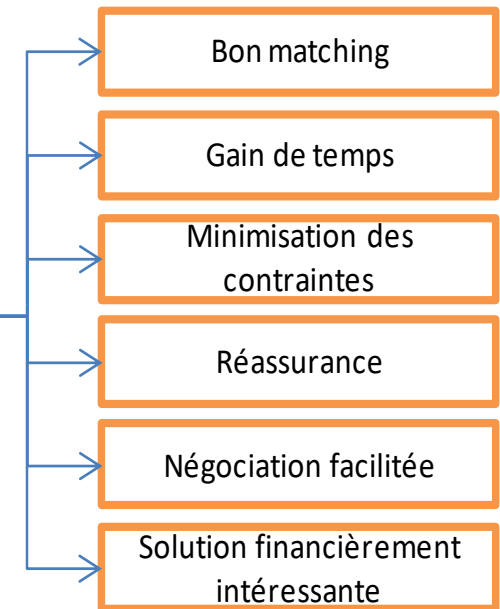 Bon matching
Gain de temps
Minimisation des
contraintes
Réassurance
Négociation facilitée
Solution financièrement
intéressante